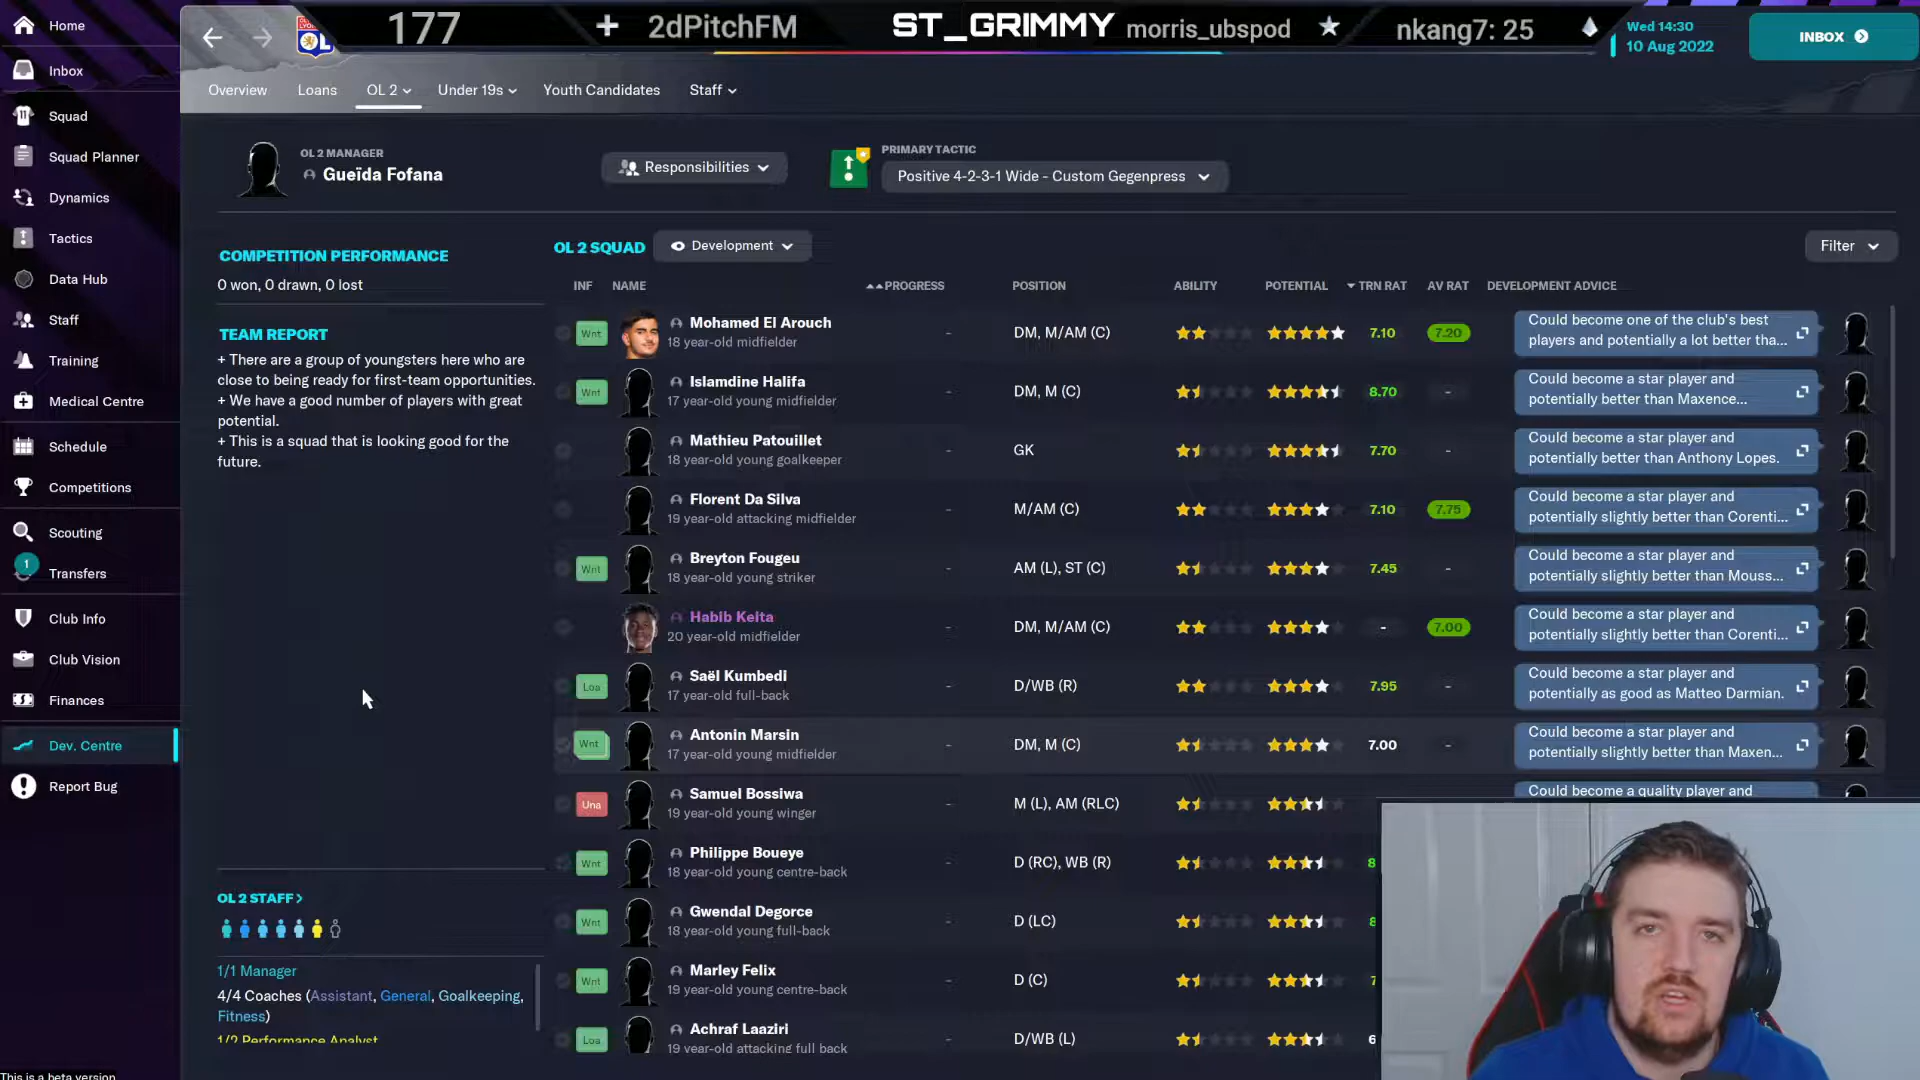 Home
177
2dPitchFM
ST_GRIMMY
morris_ubspod
nkang7: 25
Wed 14:30
10 Aug 2022
INBOX
Inbox
Overview
Loans
OL 2
Under 19s
Youth Candidates
Staff
Squad
Squad Planner
Dynamics
Tactics
Data Hub
Staff
Training
Medical Centre
Schedule
Competitions
Scouting
1
Transfers
Club Info
Club Vision
Finances
Dev. Centre
Report Bug
OL 2 MANAGER
Gueïda Fofana
Responsibilities
PRIMARY TACTIC
Positive 4-2-3-1 Wide - Custom Gegenpress
COMPETITION PERFORMANCE
0 won, 0 drawn, 0 lost
TEAM REPORT
+ There are a group of youngsters here who are
close to being ready for first-team opportunities.
+ We have a good number of players with great
potential.
+ This is a squad that is looking good for the
future.
OL 2 STAFF>
1/1 Manager
4/4 Coaches (Assistant, General, Goalkeeping,
Fitness)
1/2 Performance Analyst
OL 2 SQUAD
Development
Filter
INF NAME PROGRESS POSITION ABILITY POTENTIAL TRN RAT AV RAT DEVELOPMENT ADVICE
Wnt Mohamed El Arouch - DM, M/AM (C) 7.10 7.20 Could become one of the club's best
18 year-old midfielder players and potentially a lot better tha...
Wnt Islamdine Halifa - DM, M (C) 8.70 - Could become a star player and
17 year-old young midfielder potentially better than Maxence...
Mathieu Patouillet - GK 7.70 - Could become a star player and
18 year-old young goalkeeper potentially better than Anthony Lopes.
Florent Da Silva - M/AM (C) 7.10 7.75 Could become a star player and
19 year-old attacking midfielder potentially slightly better than Corenti...
Wnt Breyton Fougeu - AM (L), ST (C) 7.45 - Could become a star player and
18 year-old young striker potentially slightly better than Mouss...
Habib Keita - DM, M/AM (C) - 7.00 Could become a star player and
20 year-old midfielder potentially slightly better than Corenti...
Loa Saël Kumbedi - D/WB (R) 7.95 - Could become a star player and
17 year-old full-back potentially as good as Matteo Darmian.
Wnt Antonin Marsin - DM, M (C) 7.00 - Could become a star player and
17 year-old young midfielder potentially slightly better than Maxen...
Una Samuel Bossiwa - M (L), AM (RLC) Could become a quality player and
19 year-old young winger
Wnt Philippe Boueye - D (RC), WB (R) 8
18 year-old young centre-back
Wnt Gwendal Degorce - D (LC) 8
18 year-old young full-back
Wnt Marley Felix - D (C) 7
19 year-old young centre-back
Loa Achraf Laaziri - D/WB (L) 6
19 year-old attacking full back
This is a beta version